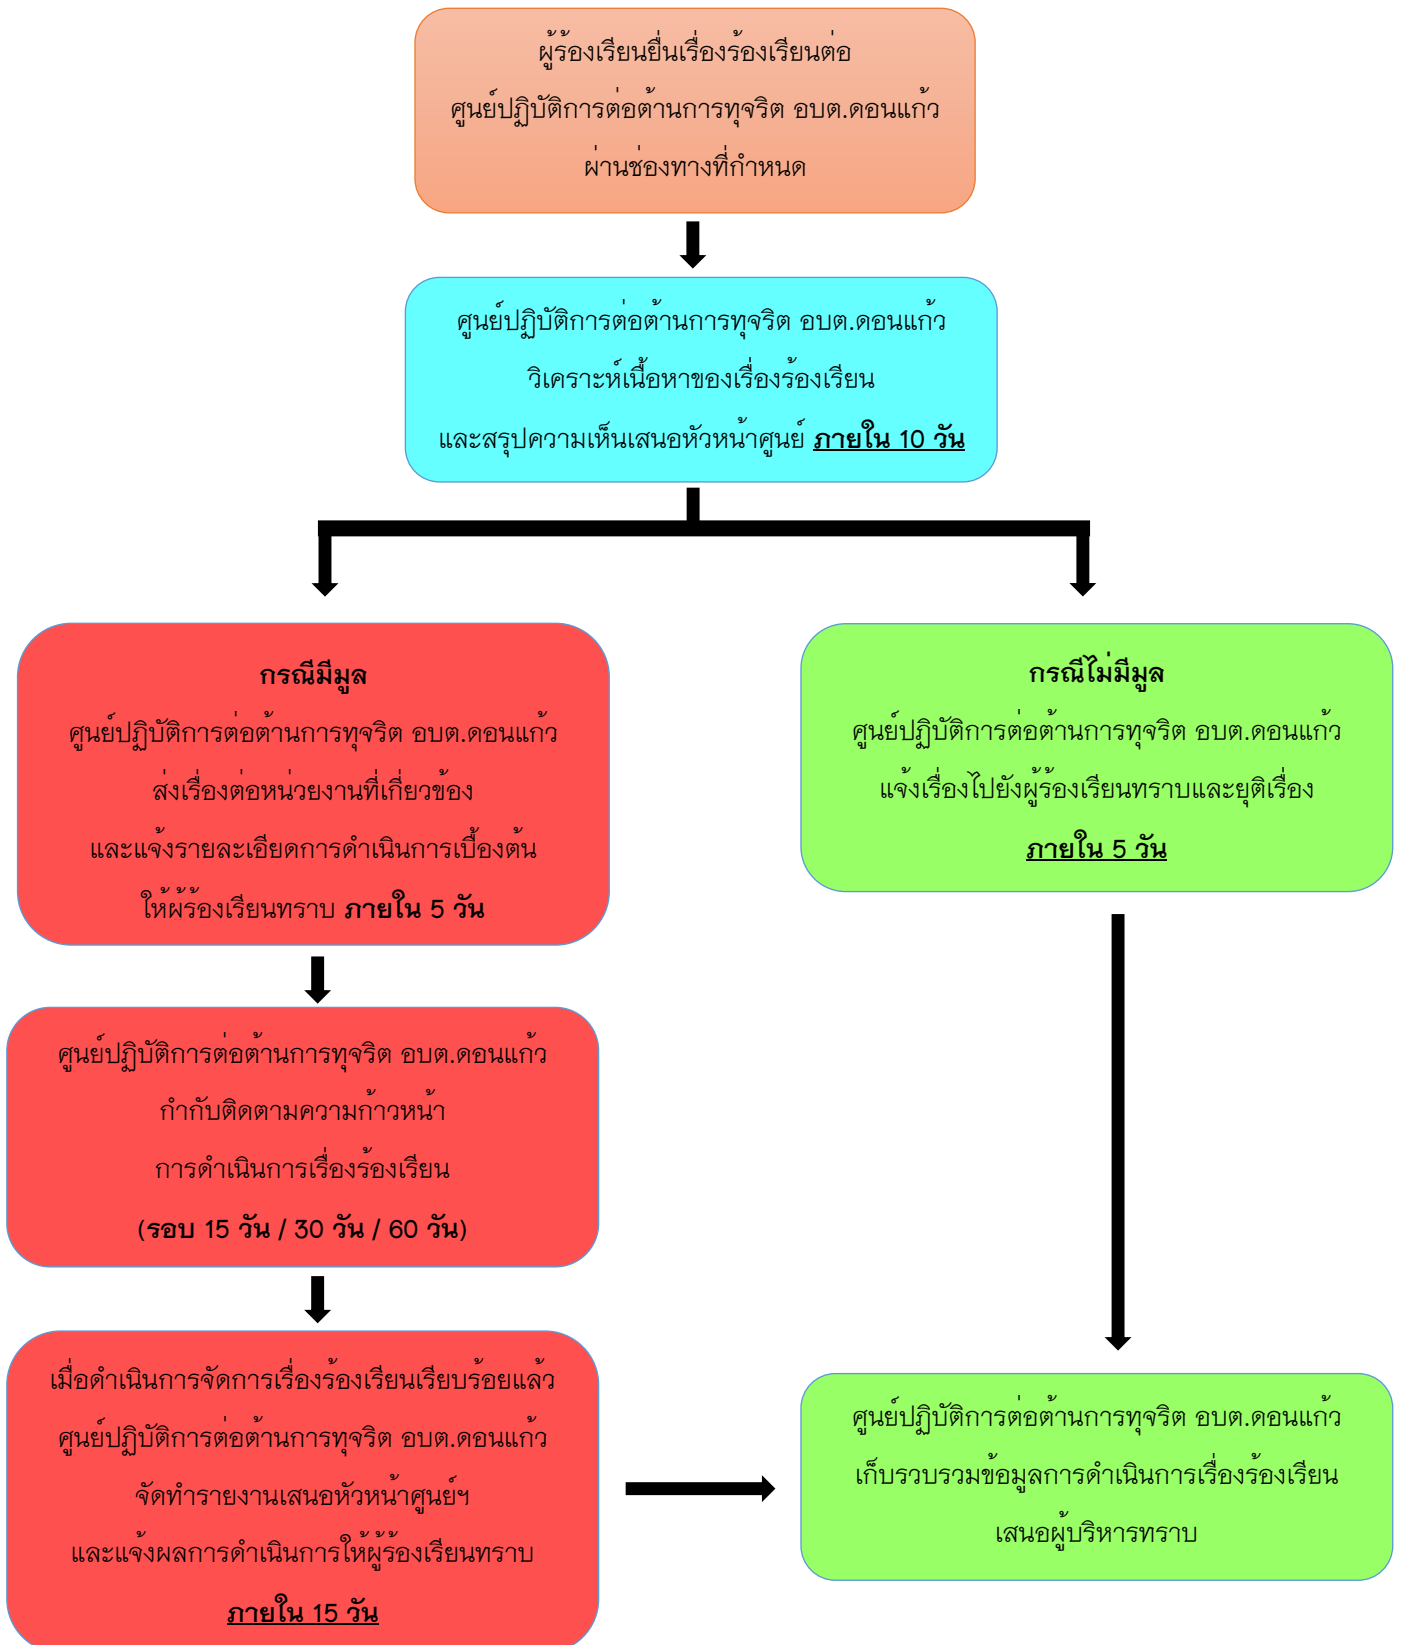 ผู้ร้องเรียนยื่นเรื่องร้องเรียนต่อ
ศูนย์ปฏิบัติการต่อต้านการทุจริต อบต.ดอนแก้ว
ผ่านช่องทางที่กำหนด
ศูนย์ปฏิบัติการต่อต้านการทุจริต อบต.ดอนแก้ว
วิเคราะห์เนื้อหาของเรื่องร้องเรียน
และสรุปความเห็นเสนอหัวหน้าศูนย์ ภายใน 10 วัน
กรณีมีมูล
ศูนย์ปฏิบัติการต่อต้านการทุจริต อบต.ดอนแก้ว
ส่งเรื่องต่อหน่วยงานที่เกี่ยวข้อง
และแจ้งรายละเอียดการดำเนินการเบื้องต้น
ให้ผ้ร้องเรียนทราบ ภายใน 5 วัน
กรณีไม่มีมูล
ศูนย์ปฏิบัติการต่อต้านการทุจริต อบต.ดอนแก้ว
แจ้งเรื่องไปยังผู้ร้องเรียนทราบและยุติเรื่อง
ภายใน 5 วัน
ศูนย์ปฏิบัติการต่อต้านการทุจริต อบต.ดอนแก้ว
กำกับติดตามความก้าวหน้า
การดำเนินการเรื่องร้องเรียน
(รอบ 15 วัน / 30 วัน / 60 วัน)
เมื่อดำเนินการจัดการเรื่องร้องเรียนเรียบร้อยแล้ว
ศูนย์ปฏิบัติการต่อต้านการทุจริต อบต.ดอนแก้ว
จัดทำรายงานเสนอหัวหน้าศูนย์ฯ
และแจ้งผลการดำเนินการให้ผู้ร้องเรียนทราบ
ภายใน 15 วัน
ศูนย์ปฏิบัติการต่อต้านการทุจริต อบต.ดอนแก้ว
เก็บรวบรวมข้อมูลการดำเนินการเรื่องร้องเรียน
เสนอผู้บริหารทราบ